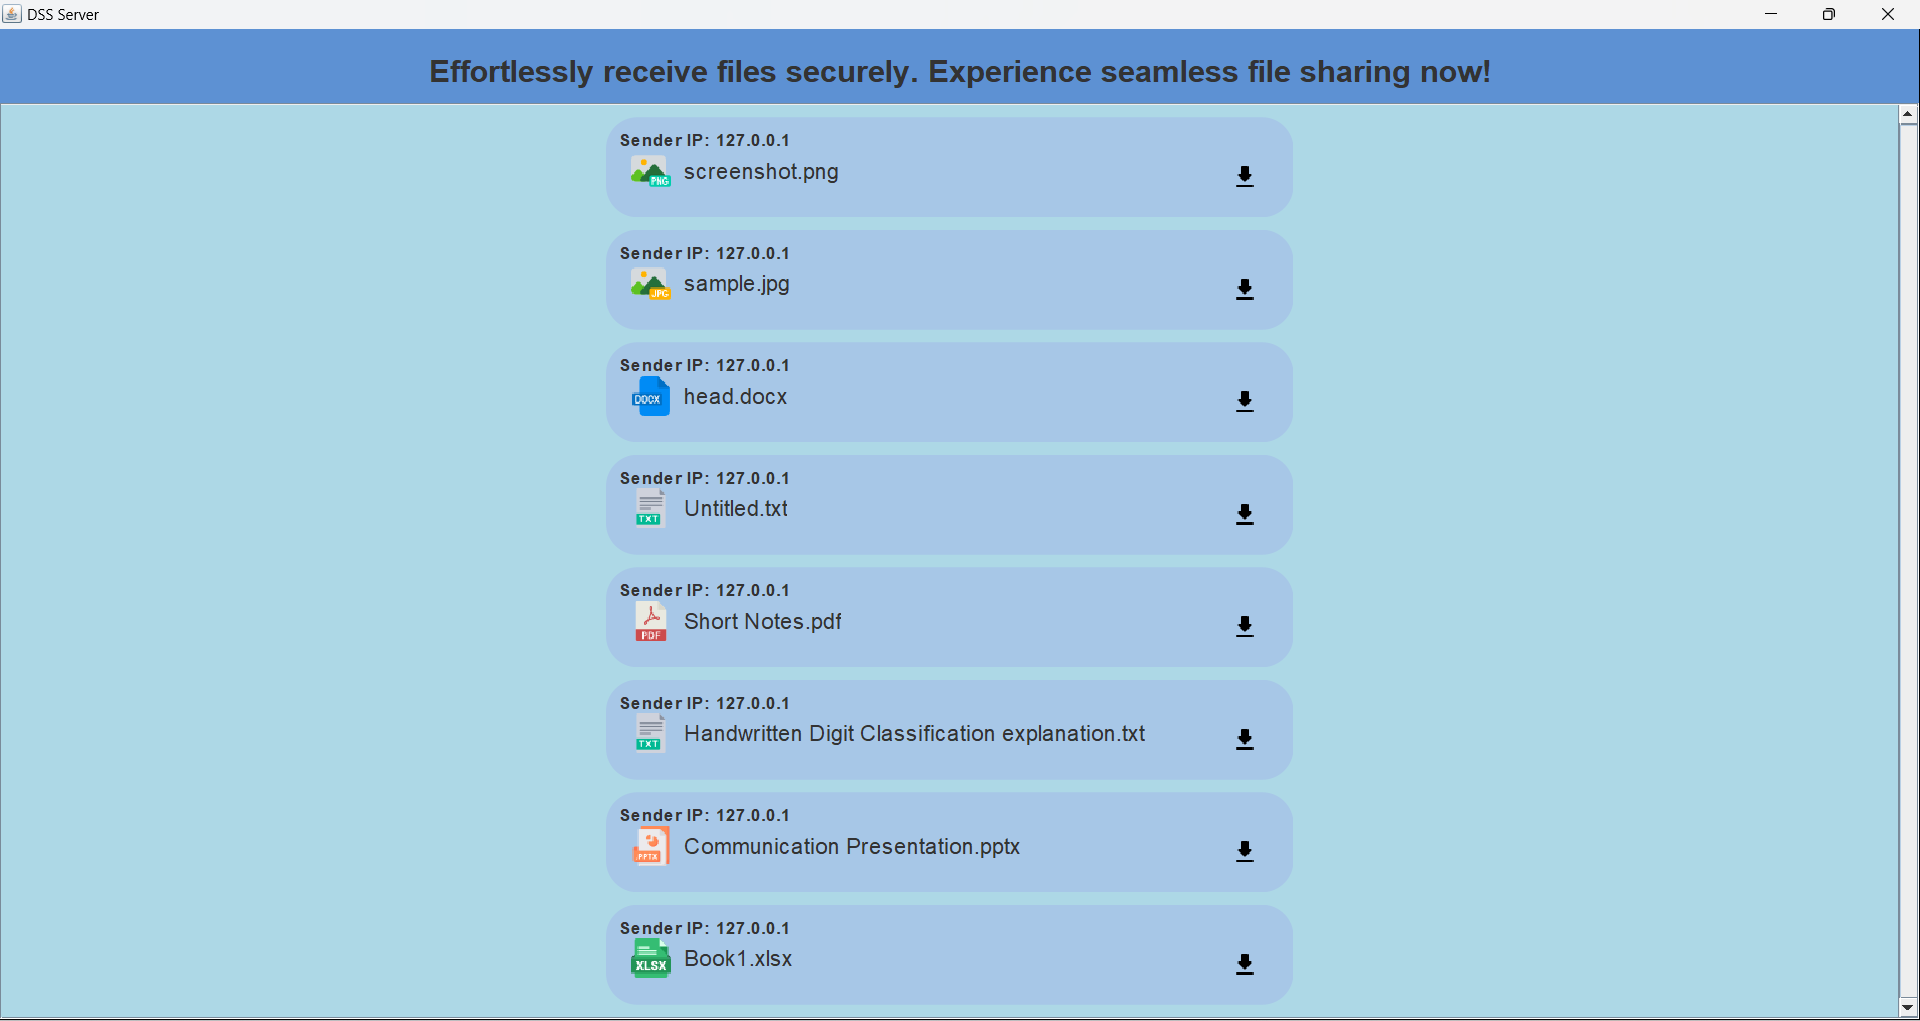 DSS Server
Effortlessly receive files securely. Experience seamless file sharing now!
Sender IP: 127.0.0.1
PNG
screenshot.png
Sender IP: 127.0.0.1
JPG
sample.jpg
Sender IP: 127.0.0.1
DOCX
head.docx
Sender IP: 127.0.0.1
TXT
Untitled.txt
Sender IP: 127.0.0.1
PDF
Short Notes.pdf
Sender IP: 127.0.0.1
TXT
Handwritten Digit Classification explanation.txt
Sender IP: 127.0.0.1
PPTX
Communication Presentation.pptx
Sender IP: 127.0.0.1
XLSX
Book1.xlsx